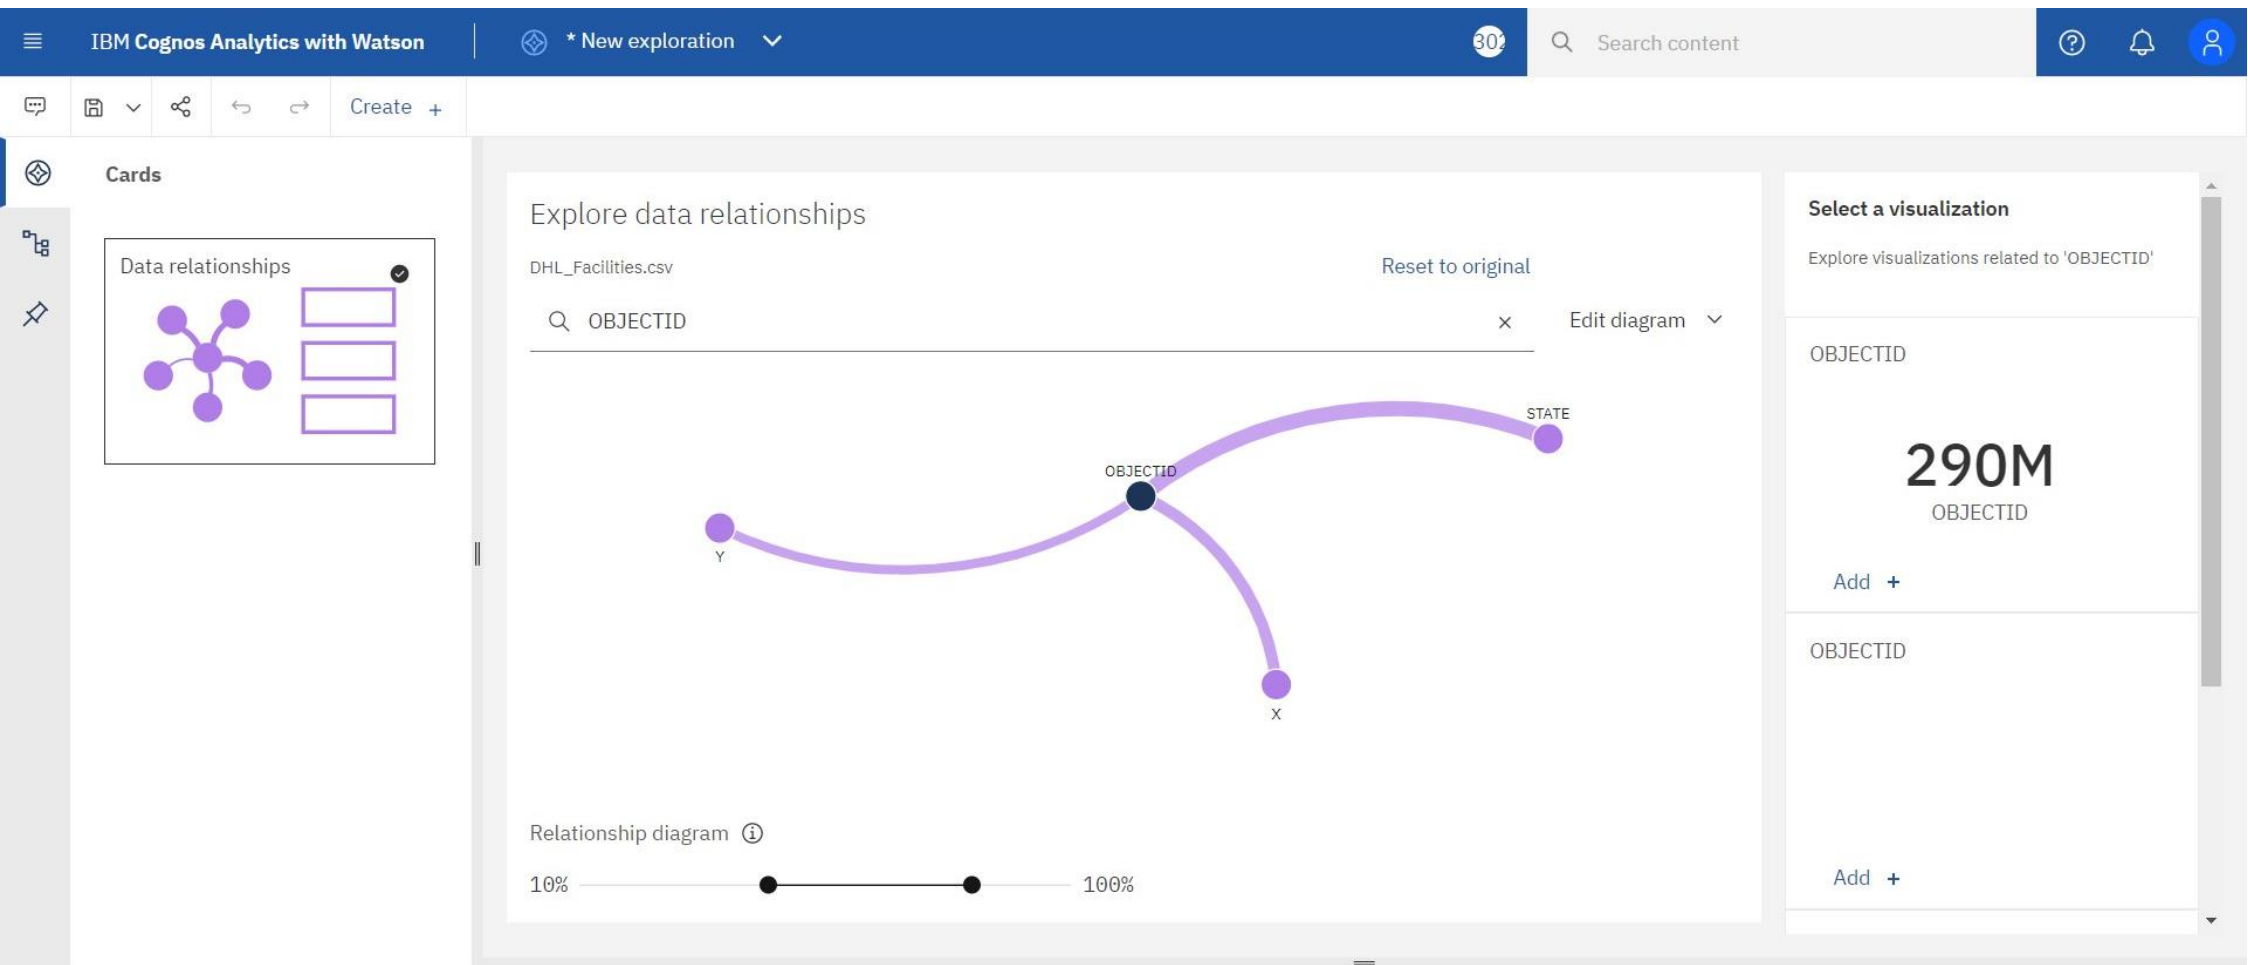 IBM Cognos Analytics with Watson
* New exploration
302
Search content
Create +
Cards
Data relationships
Explore data relationships
DHL_Facilities.csv
Reset to original
OBJECTID
Edit diagram
STATE
OBJECTID
Y
X
Relationship diagram
10%
100%
Select a visualization
Explore visualizations related to 'OBJECTID'
OBJECTID
290M
OBJECTID
Add +
OBJECTID
Add +